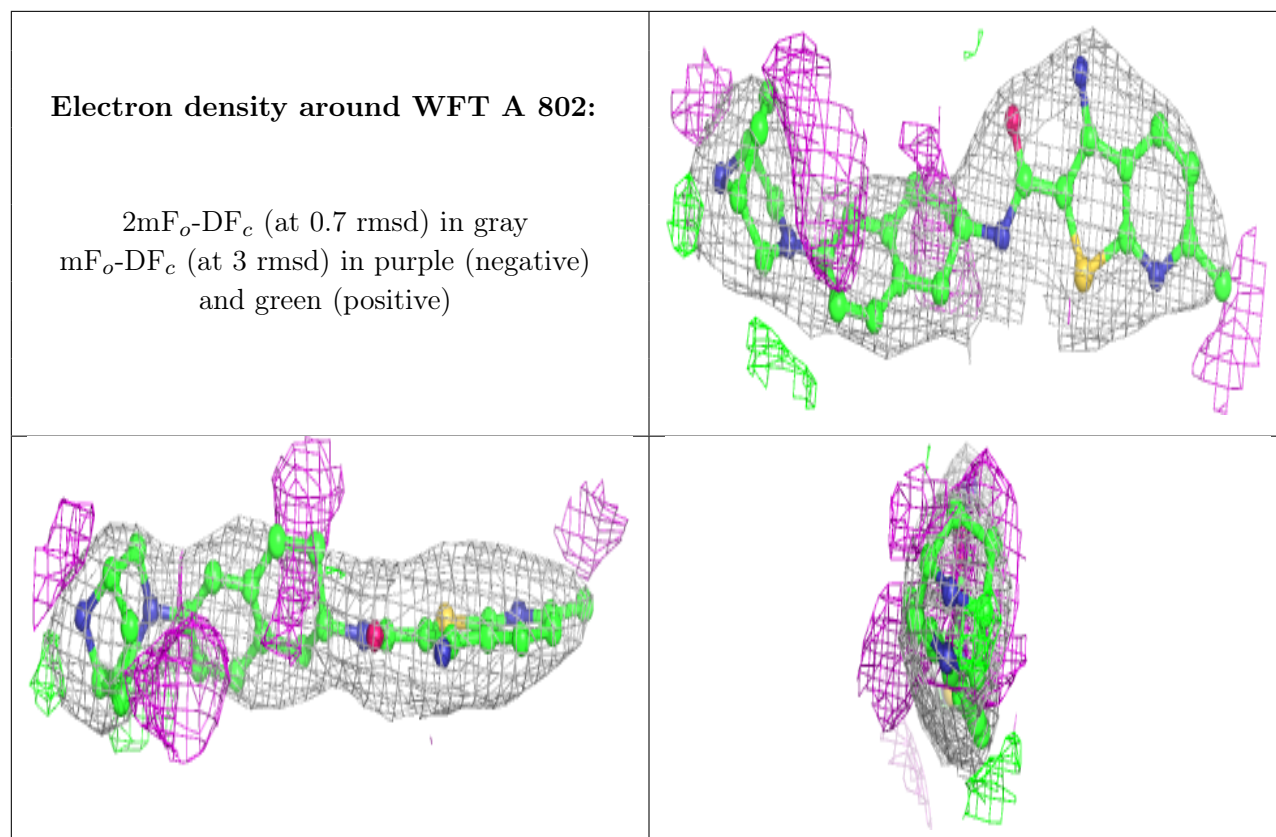 Electron density around WFT A 802:
2mFₒ-DF𝒸 (at 0.7 rmsd) in gray
mFₒ-DF𝒸 (at 3 rmsd) in purple (negative)
and green (positive)